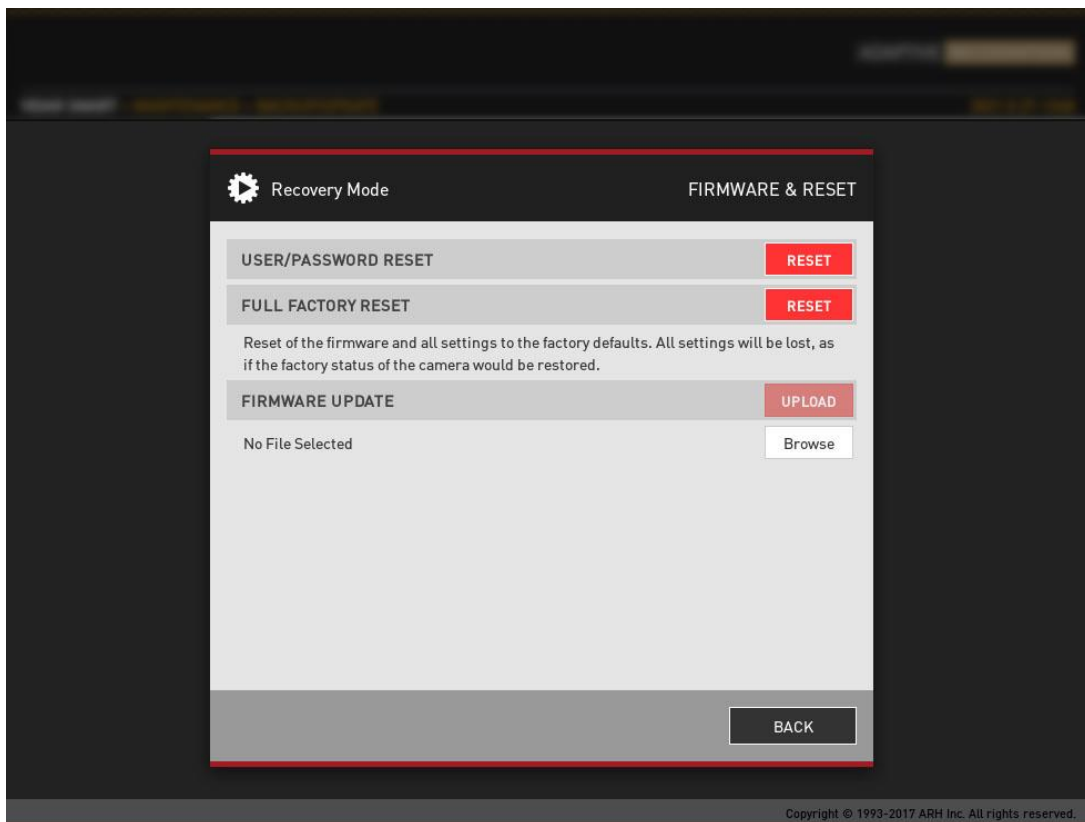 Recovery Mode
FIRMWARE & RESET
USER/PASSWORD RESET
RESET
FULL FACTORY RESET
RESET
Reset of the firmware and all settings to the factory defaults. All settings will be lost, as
if the factory status of the camera would be restored.
FIRMWARE UPDATE
UPLOAD
No File Selected
Browse
BACK
Copyright © 1993-2017 ARH Inc. All rights reserved.